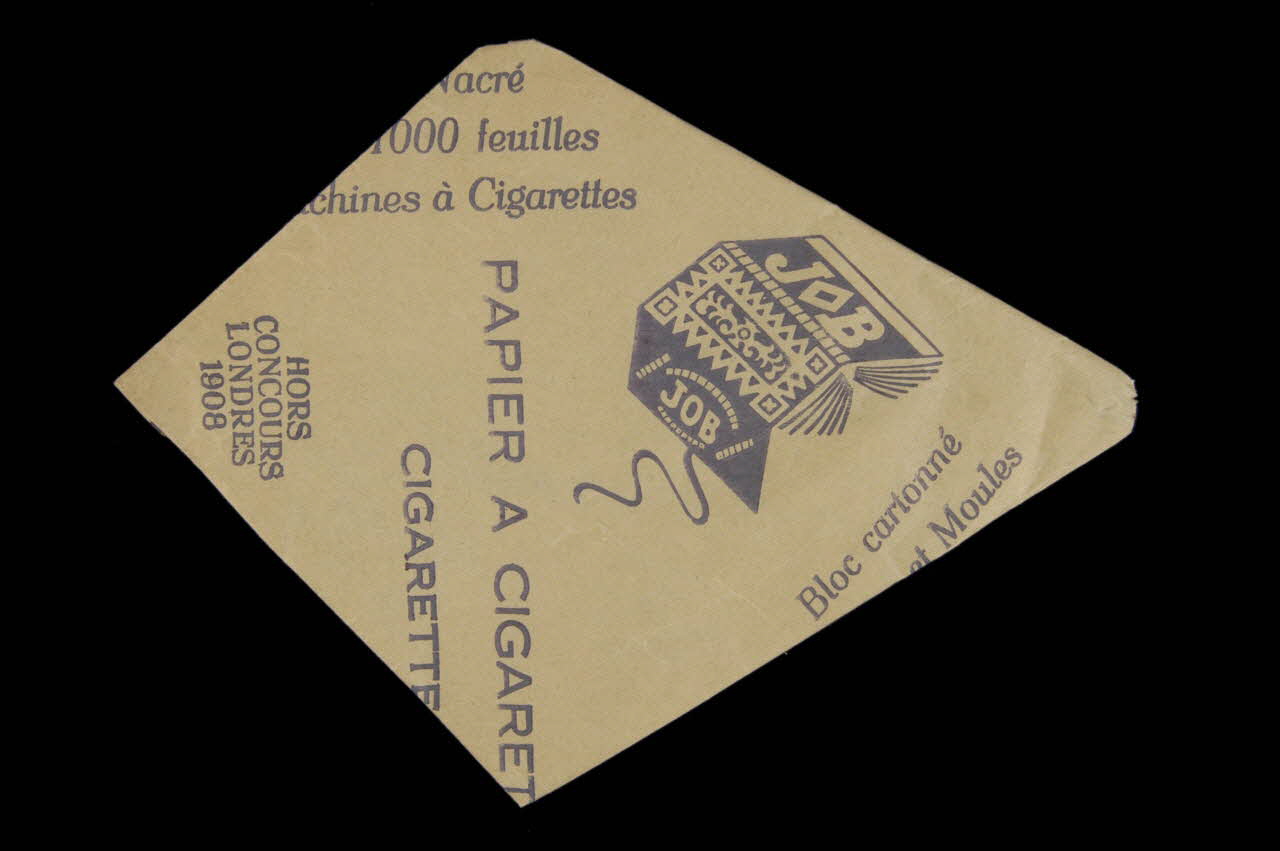 Nacré
1000 feuilles
chines à Cigarettes
JOB
JOB
PAPIER A CIGARET
CIGARETTE
HORS
CONCOURS
LONDRES
1908
Bloc cartonné
et Moules